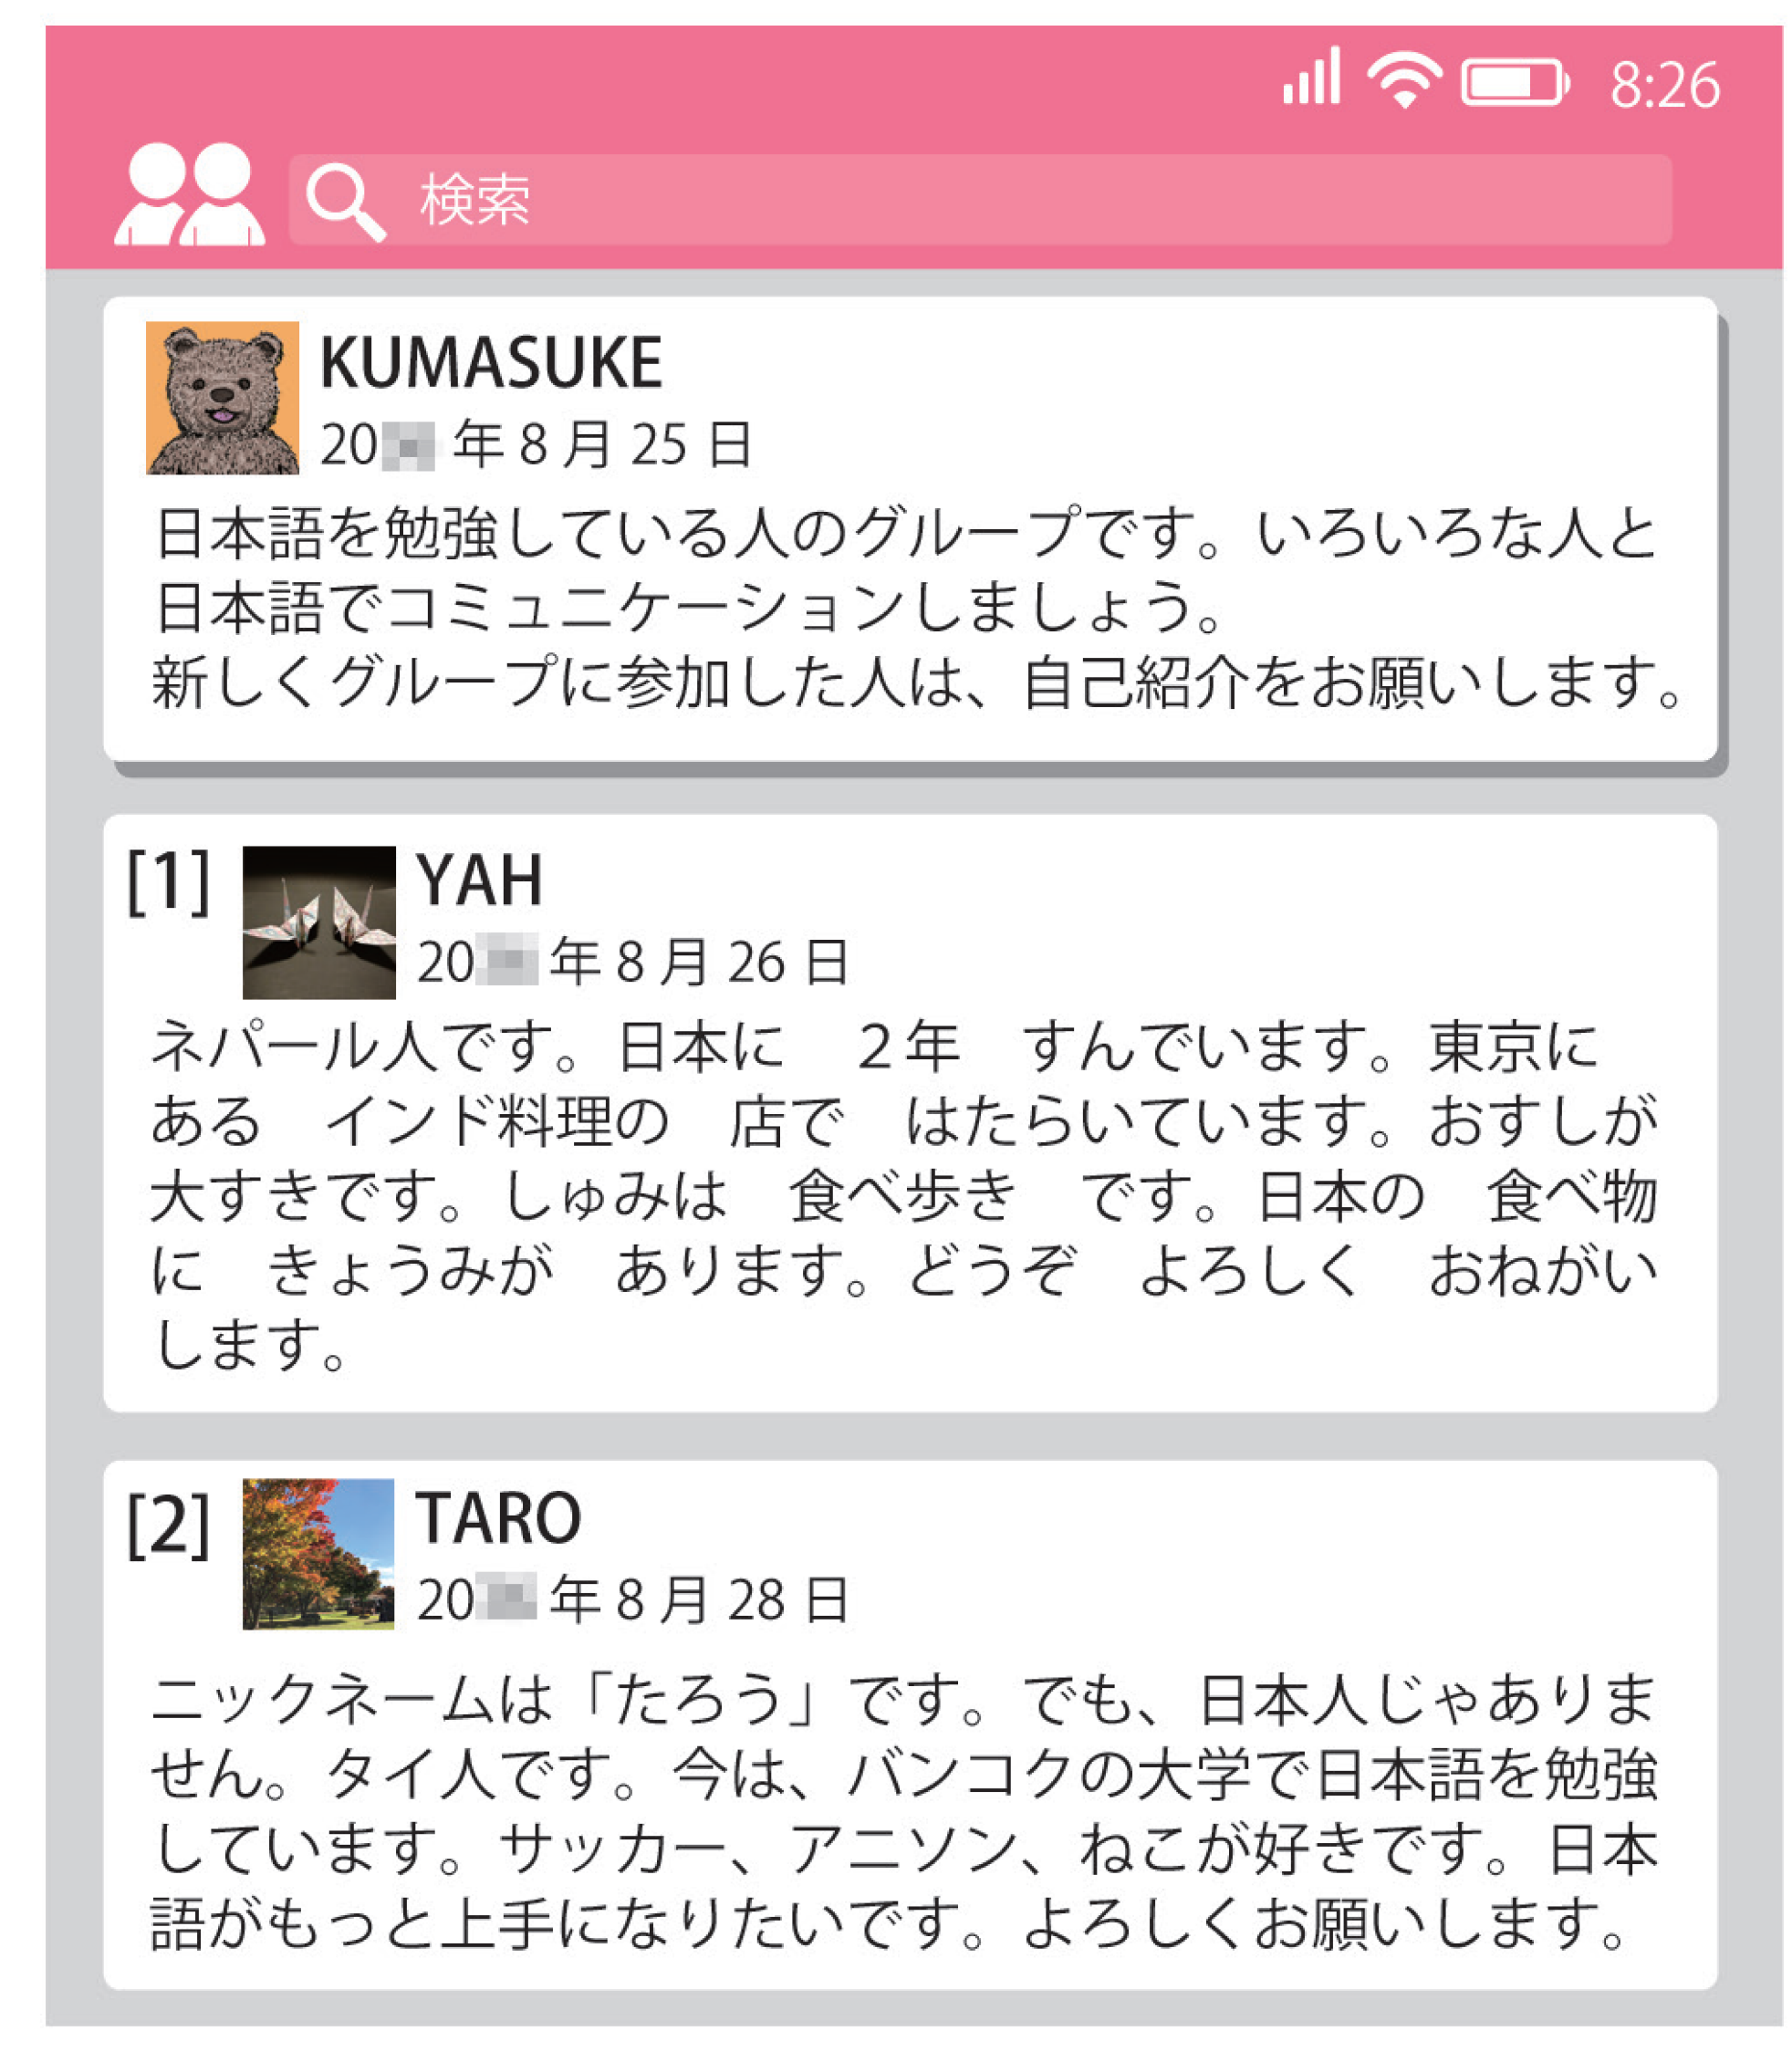 8:26
検索
KUMASUKE
20 年 8 月 25 日
日本語を勉強している人のグループです。いろいろな人と
日本語でコミュニケーションしましょう。
新しくグループに参加した人は、自己紹介をお願いします。
[1] YAH
20 年 8 月 26 日
ネパール人です。日本に　２年　すんでいます。東京に
ある　インド料理の　店で　はたらいています。おすしが
大すきです。しゅみは　食べ歩き　です。日本の　食べ物
に　きょうみが　あります。どうぞ　よろしく　おねがい
します。
[2] TARO
20 年 8 月 28 日
ニックネームは「たろう」です。でも、日本人じゃありま
せん。タイ人です。今は、バンコクの大学で日本語を勉強
しています。サッカー、アニソン、ねこが好きです。日本
語がもっと上手になりたいです。よろしくお願いします。